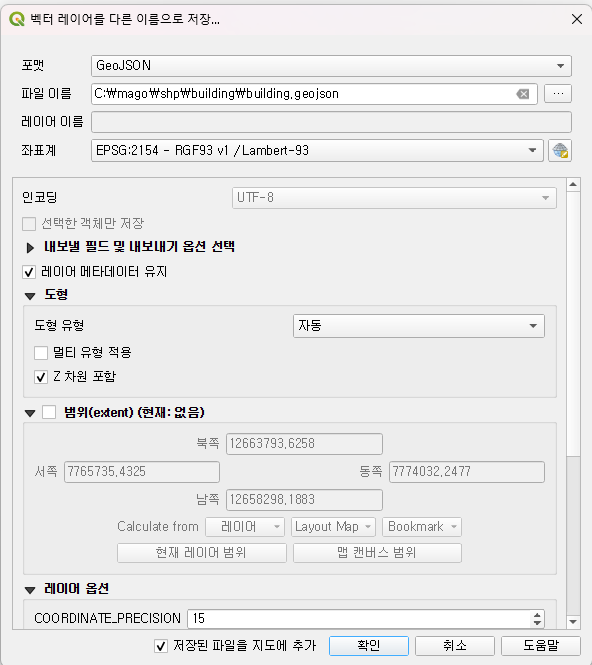 벡터 레이어를 다른 이름으로 저장...
포맷 GeoJSON
파일 이름 C:₩mago₩shp₩building₩building.geojson ...
레이어 이름
좌표계 EPSG:2154 - RGF93 v1 / Lambert-93
인코딩 UTF-8
선택한 객체만 저장
내보낼 필드 및 내보내기 옵션 선택
레이어 메타데이터 유지
도형
도형 유형 자동
멀티 유형 적용
Z 차원 포함
범위(extent) (현재: 없음)
북쪽 12663793,6258
서쪽 7765735,4325 동쪽 7774032,2477
남쪽 12658298,1883
Calculate from 레이어 Layout Map Bookmark
현재 레이어 범위 맵 캔버스 범위
레이어 옵션
COORDINATE_PRECISION 15
저장된 파일을 지도에 추가 확인 취소 도움말